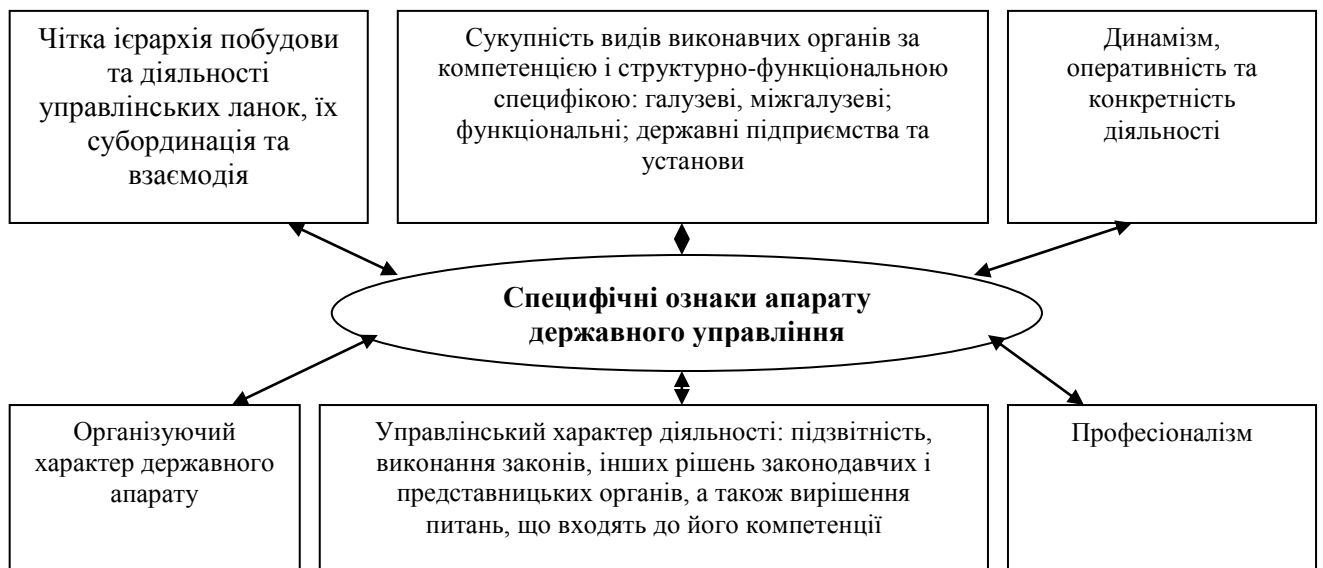 Чітка ієрархія побудови
та діяльності
управлінських ланок, їх
субординація та
взаємодія
Сукупність видів виконавчих органів за
компетенцією і структурно-функціональною
специфікою: галузеві, міжгалузеві;
функціональні; державні підприємства та
установи
Динамізм,
оперативність та
конкретність
діяльності
Специфічні ознаки апарату
державного управління
Організуючий
характер державного
апарату
Управлінський характер діяльності: підзвітність,
виконання законів, інших рішень законодавчих і
представницьких органів, а також вирішення
питань, що входять до його компетенції
Професіоналізм